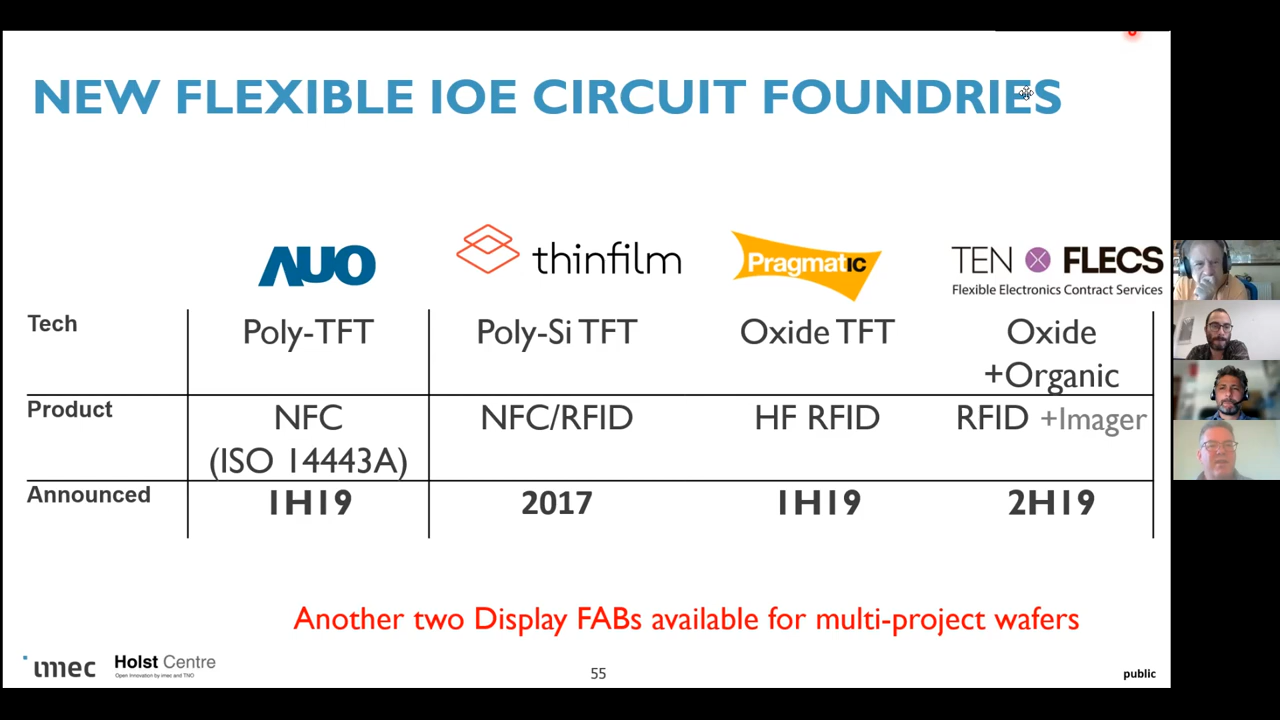 NEW FLEXIBLE IOE CIRCUIT FOUNDRIES
AUO
thinfilm
Pragmatic
TEN FLECS
Flexible Electronics Contract Services
Tech
Poly-TFT
Poly-Si TFT
Oxide TFT
Oxide
+Organic
Product
NFC
(ISO 14443A)
NFC/RFID
HF RFID
RFID +Imager
Announced
1H19
2017
1H19
2H19
Another two Display FABs available for multi-project wafers
imec
Holst Centre
Open Innovation by imec and TNO
55
public